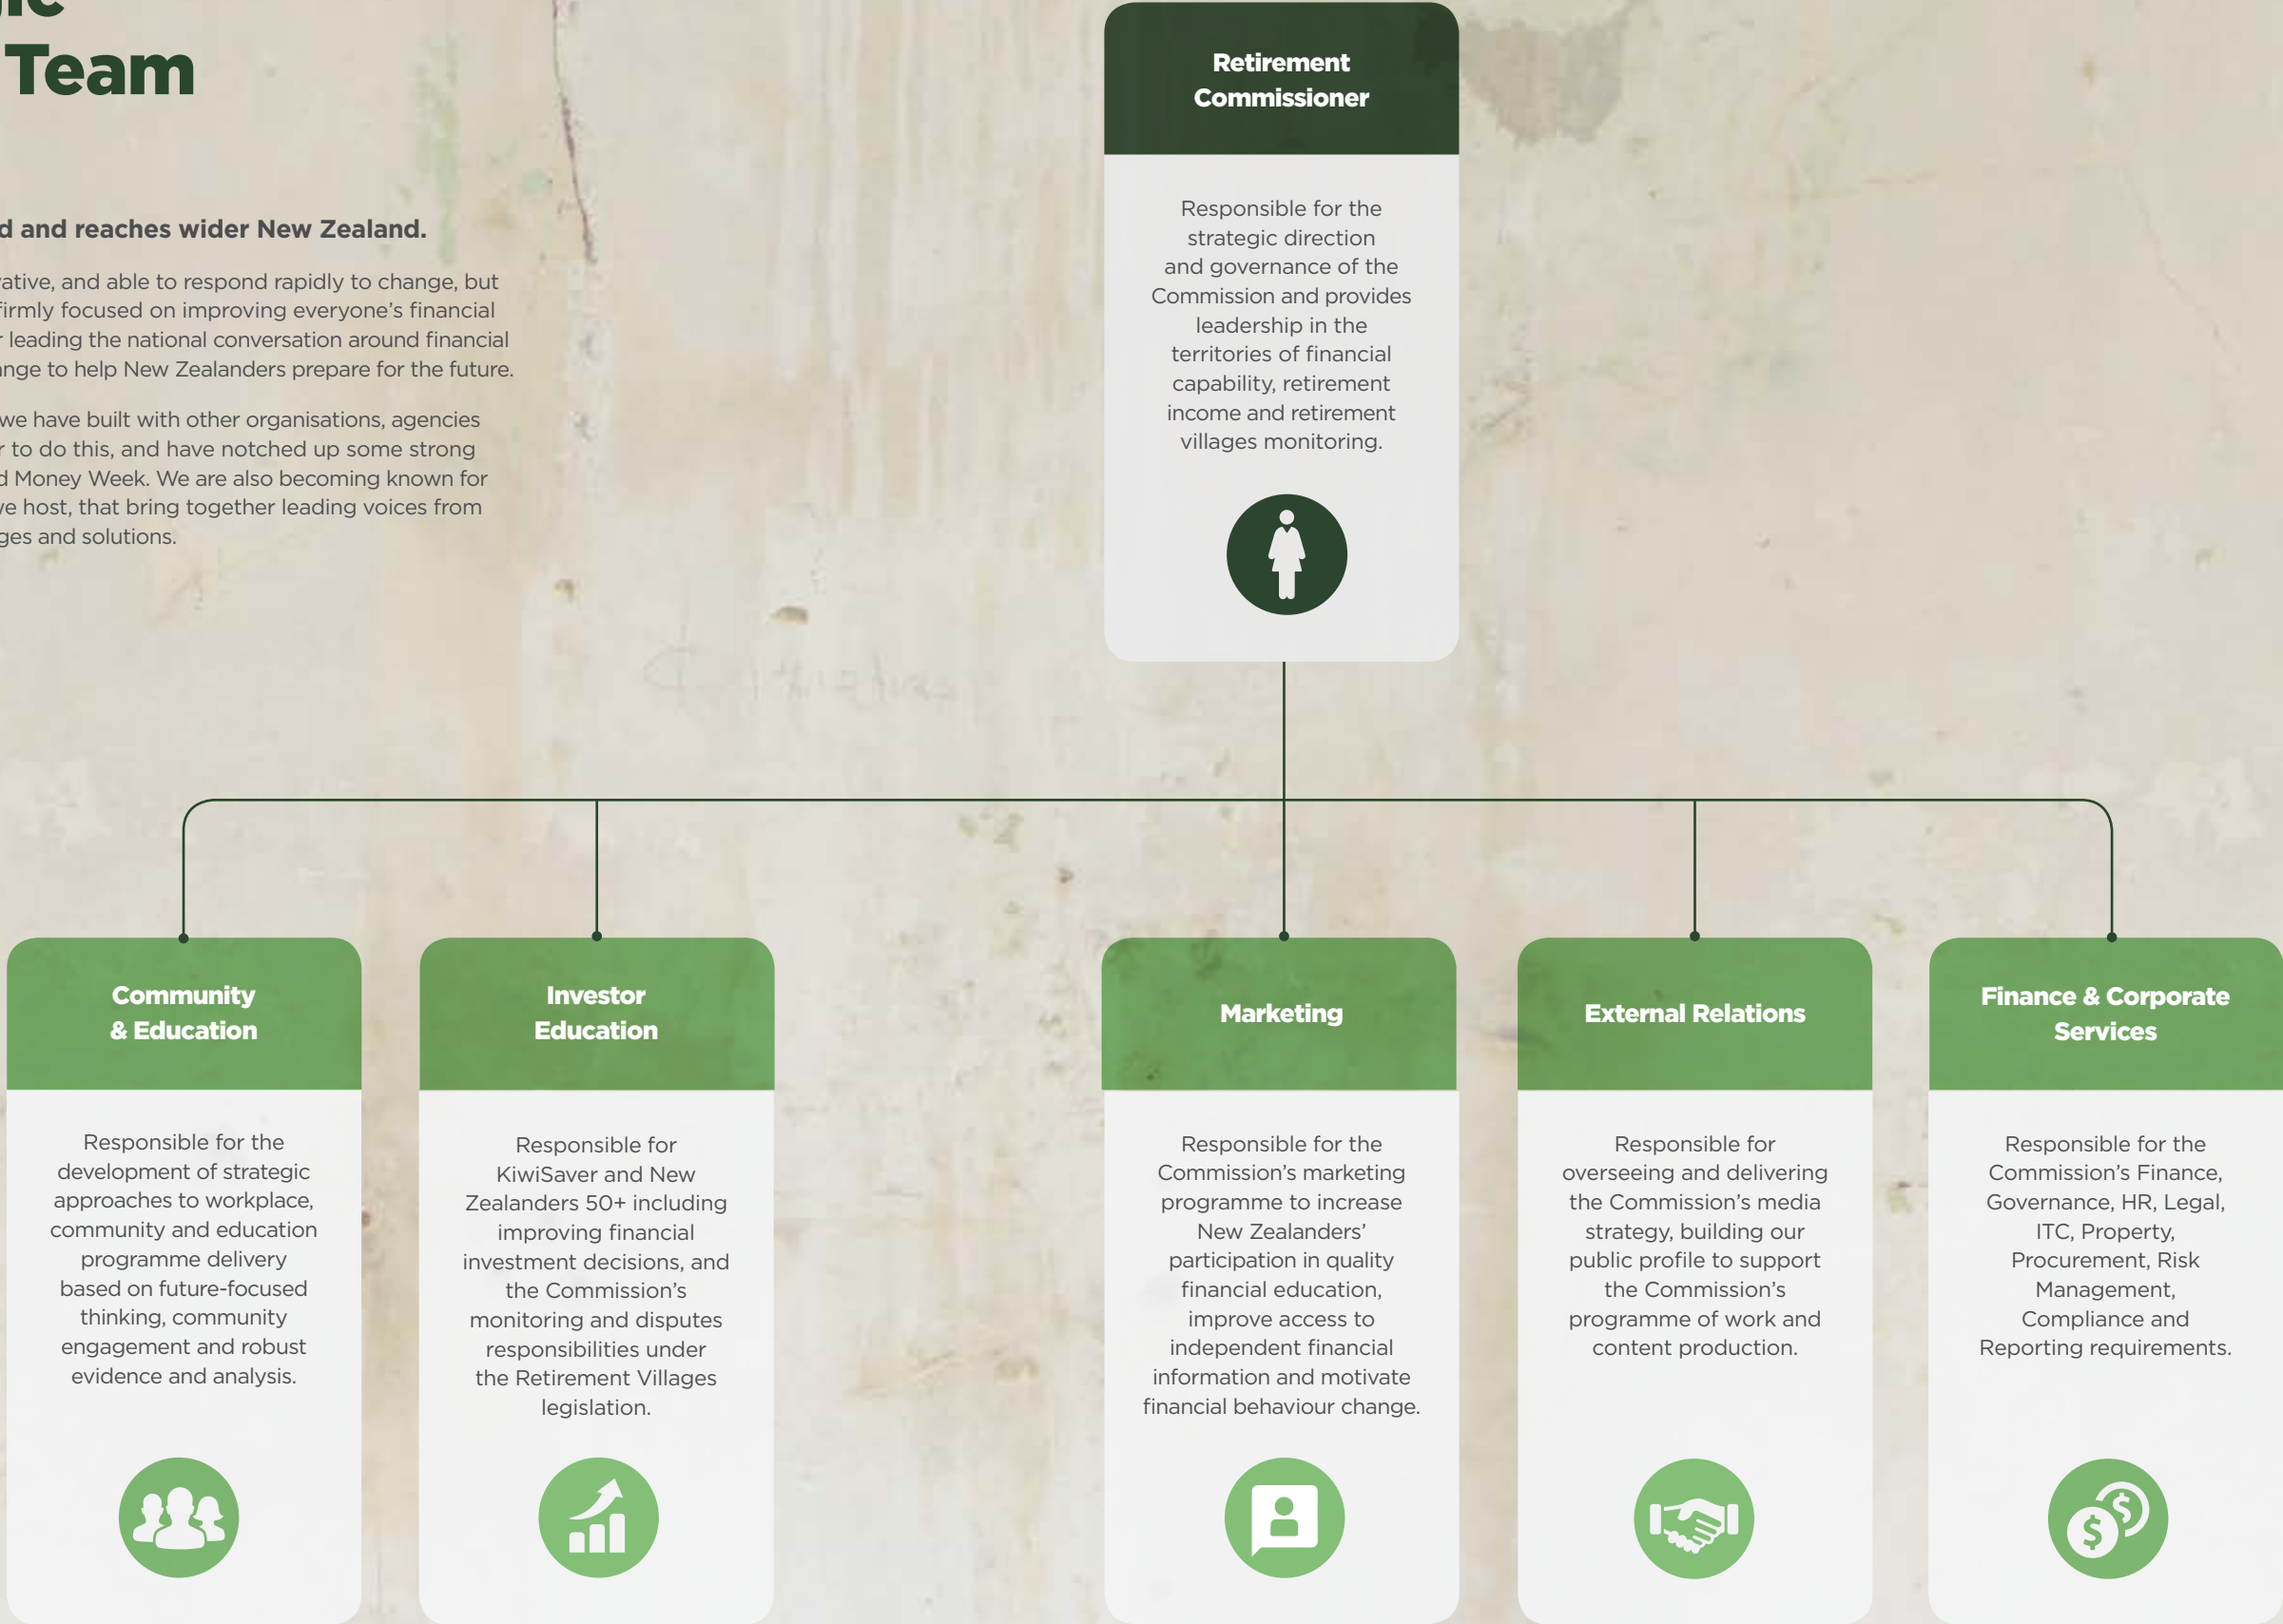 Team
d and reaches wider New Zealand.
ative, and able to respond rapidly to change, but
firmly focused on improving everyone’s financial
r leading the national conversation around financial
ange to help New Zealanders prepare for the future.
we have built with other organisations, agencies
r to do this, and have notched up some strong
d Money Week. We are also becoming known for
ve host, that bring together leading voices from
ges and solutions.
Retirement
Commissioner
Responsible for the
strategic direction
and governance of the
Commission and provides
leadership in the
territories of financial
capability, retirement
income and retirement
villages monitoring.
Community
& Education
Responsible for the
development of strategic
approaches to workplace,
community and education
programme delivery
based on future-focused
thinking, community
engagement and robust
evidence and analysis.
Investor
Education
Responsible for
KiwiSaver and New
Zealanders 50+ including
improving financial
investment decisions, and
the Commission’s
monitoring and disputes
responsibilities under
the Retirement Villages
legislation.
Marketing
Responsible for the
Commission’s marketing
programme to increase
New Zealanders’
participation in quality
financial education,
improve access to
independent financial
information and motivate
financial behaviour change.
External Relations
Responsible for
overseeing and delivering
the Commission’s media
strategy, building our
public profile to support
the Commission’s
programme of work and
content production.
Finance & Corporate
Services
Responsible for the
Commission’s Finance,
Governance, HR, Legal,
ITC, Property,
Procurement, Risk
Management,
Compliance and
Reporting requirements.